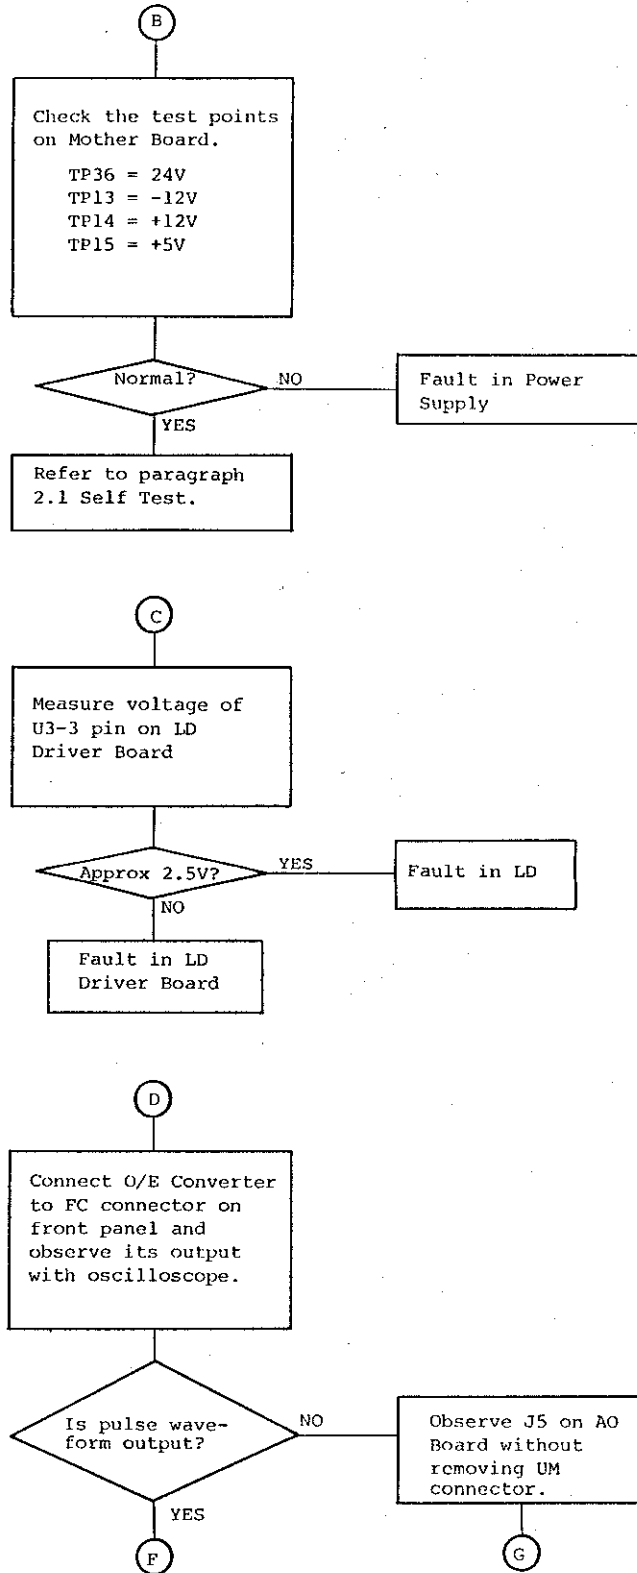 B
Check the test points
on Mother Board.
TP36 = 24V
TP13 = -12V
TP14 = +12V
TP15 = +5V
Normal?
NO
Fault in Power
Supply
YES
Refer to paragraph
2.1 Self Test.
C
Measure voltage of
U3-3 pin on LD
Driver Board
Approx 2.5V?
YES
Fault in LD
NO
Fault in LD
Driver Board
D
Connect O/E Converter
to FC connector on
front panel and
observe its output
with oscilloscope.
Is pulse wave-
form output?
NO
Observe J5 on AO
Board without
removing UM
connector.
YES
F
G